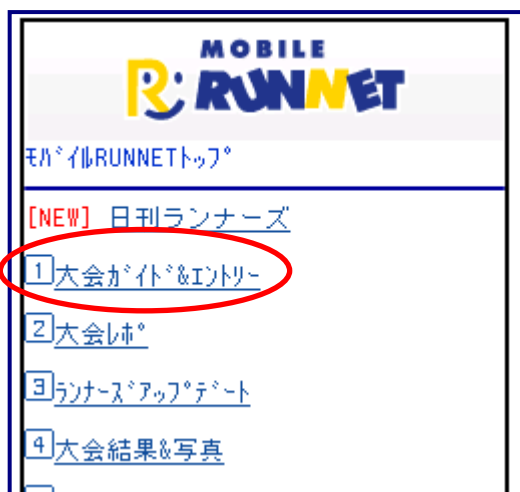 MOBILE
RUNNET
ﾓﾊﾞｲﾙRUNNETﾄｯﾌﾟ
[NEW] 日刊ランナーズ
1大会ｶﾞｲﾄﾞ&ｴﾝﾄﾘｰ
2大会ﾚﾎﾟ
3ﾗﾝﾅｰｽﾞｱｯﾌﾟﾃﾞｰﾄ
4大会結果&写真